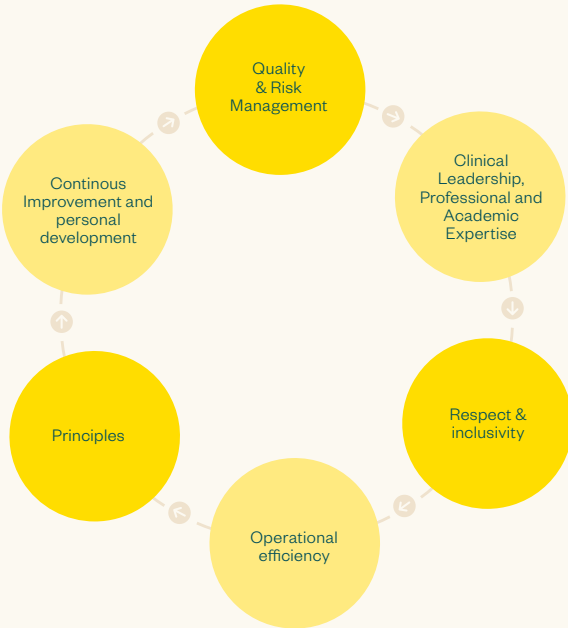 Quality
& Risk
Management
Clinical
Leadership,
Professional and
Academic
Expertise
Respect &
inclusivity
Operational
efficiency
Principles
Continous
Improvement and
personal
development